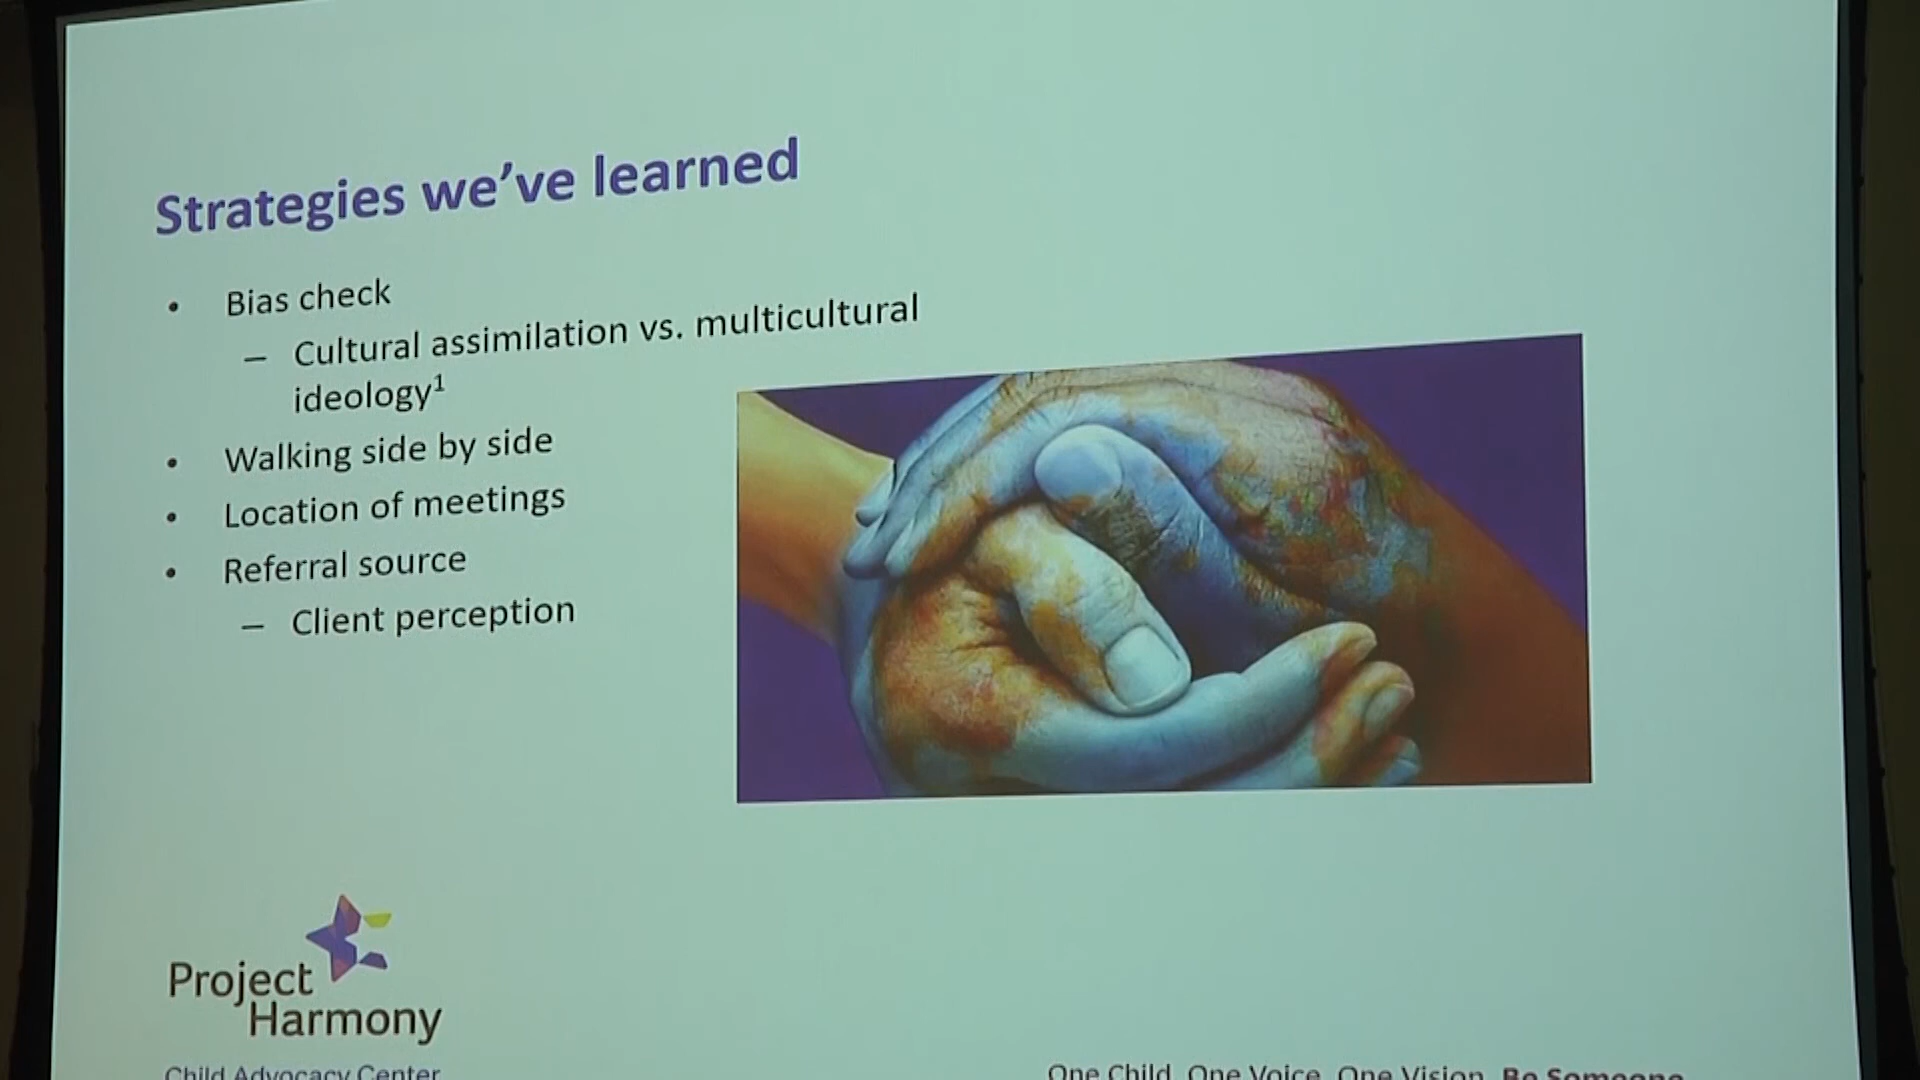 Strategies we've learned
• Bias check
– Cultural assimilation vs. multicultural
ideology¹
• Walking side by side
• Location of meetings
• Referral source
– Client perception
Project
Harmony
Child Advocacy Center
One Child. One Voice. One Vision. Be Someone